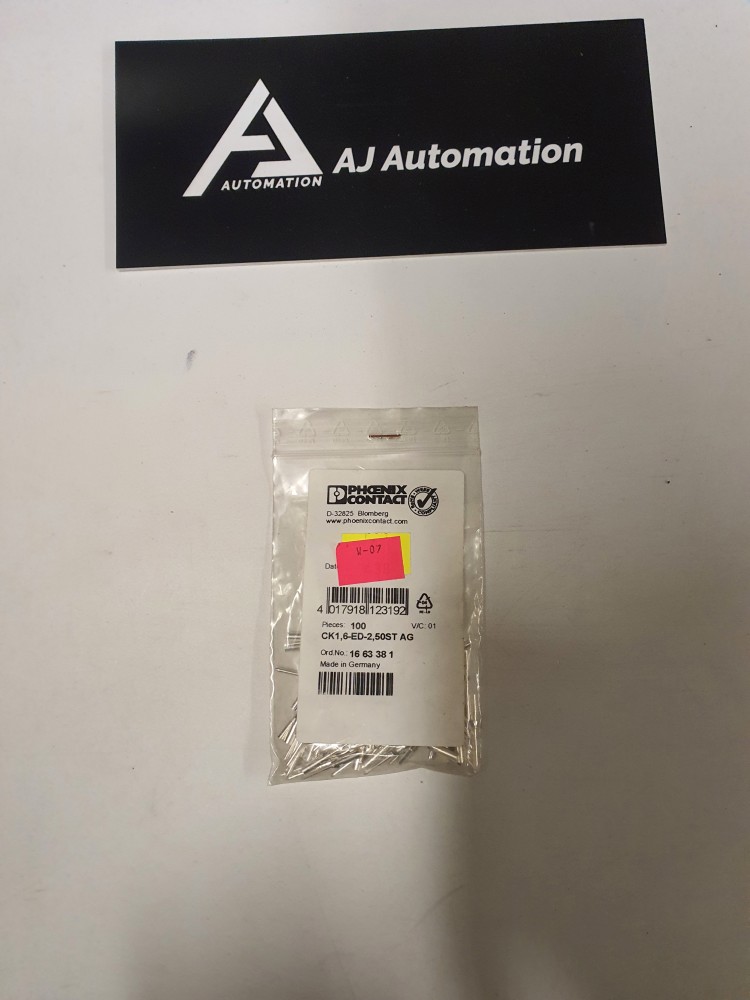 AUTOMATION
AJ Automation
PHOENIX
CONTACT
D-32825 Blomberg
www.phoenixcontact.com
U-07
4 017918 123192
Pieces: 100 V/C: 01
CK1,6-ED-2,50ST AG
Ord.No.: 16 63 38 1
Made in Germany